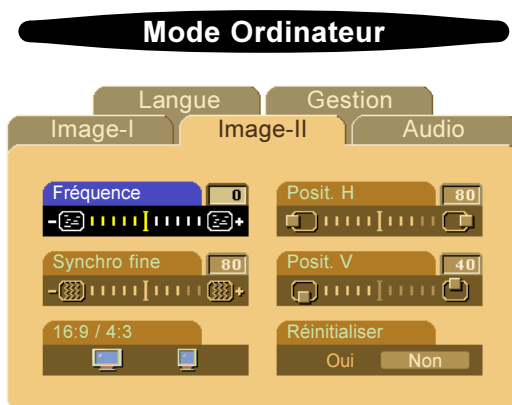 Mode Ordinateur
Langue Gestion
Image-I Image-II Audio
Fréquence 0 Posit. H 80
- +
Synchro fine 80 Posit. V 40
- +
16:9 / 4:3 Réinitialiser
Oui Non